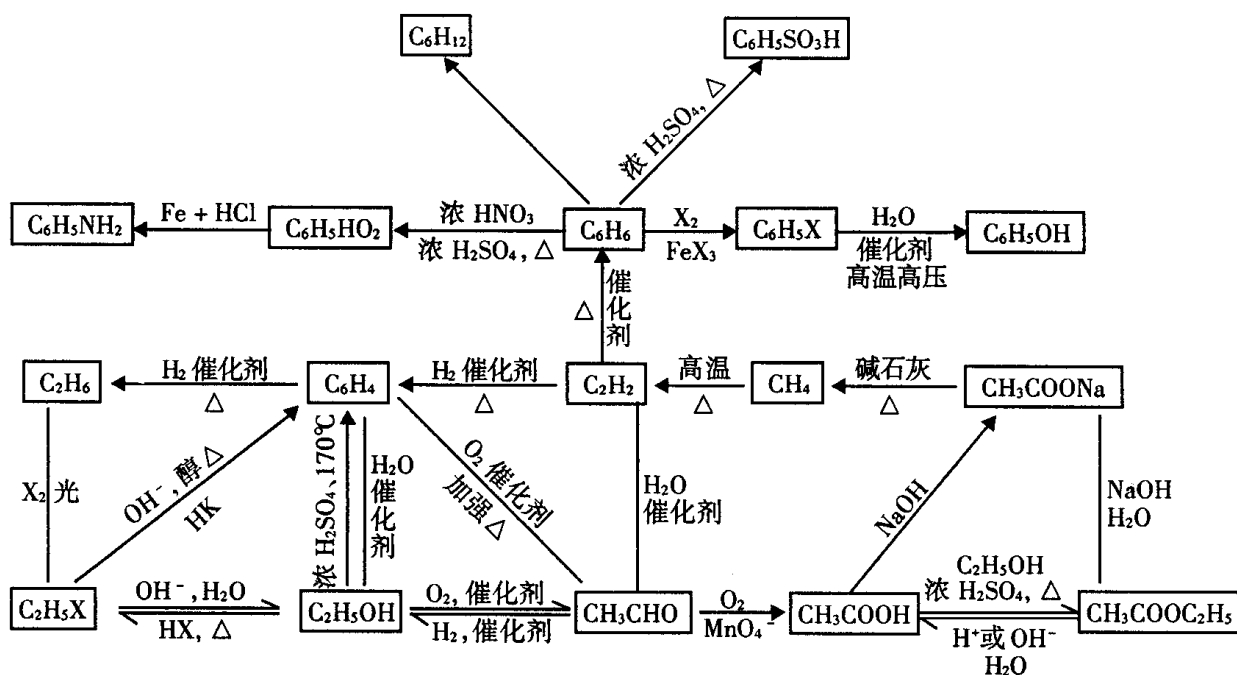 C₆H₁₂
C₆H₅SO₃H
浓 H₂SO₄, △
C₆H₅NH₂
Fe + HCl
C₆H₅HO₂
浓 HNO₃
浓 H₂SO₄, △
C₆H₆
X₂
FeX₃
C₆H₅X
H₂O
催化剂
高温高压
C₆H₅OH
△
催化剂
C₂H₆
H₂ 催化剂
△
C₆H₄
H₂ 催化剂
△
C₂H₂
高温
△
CH₄
碱石灰
△
CH₃COONa
X₂ 光
OH⁻, 醇 △
HK
浓 H₂SO₄、170℃
H₂O
催化剂
O₂ 催化剂
加强 △
H₂O
催化剂
NaOH
NaOH
H₂O
C₂H₅X
OH⁻, H₂O
HX, △
C₂H₅OH
O₂, 催化剂
H₂, 催化剂
CH₃CHO
O₂
MnO₄⁻
CH₃COOH
C₂H₅OH
浓 H₂SO₄, △
H⁺或 OH⁻
H₂O
CH₃COOC₂H₅